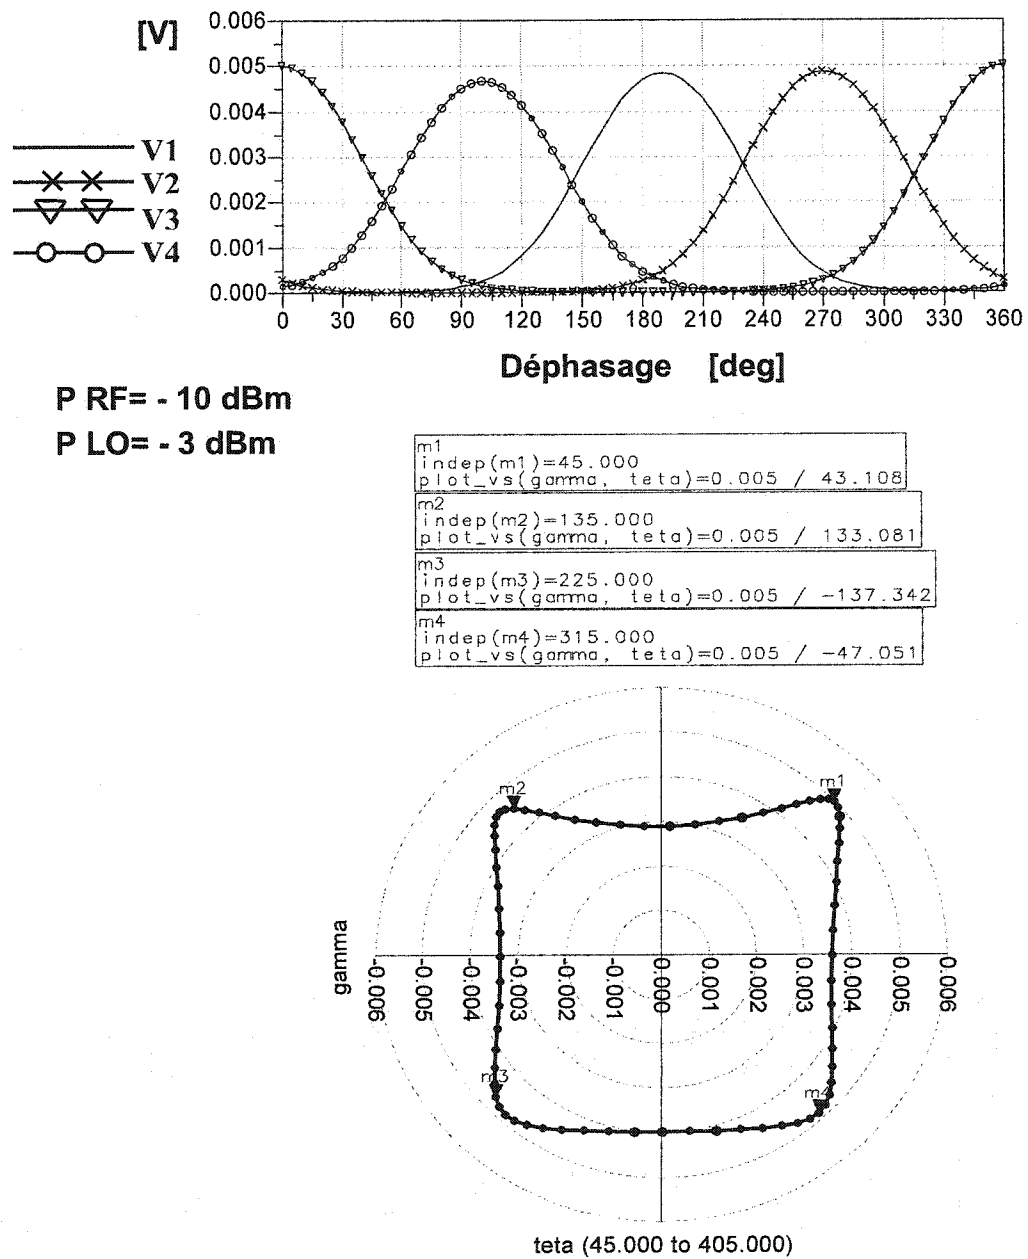 [V]
0.006
0.005
0.004
0.003
0.002
0.001
0.000
V1
V2
V3
V4
0 30 60 90 120 150 180 210 240 270 300 330 360
Déphasage [deg]
P RF= - 10 dBm
P LO= - 3 dBm
m1
indep(m1)=45.000
plot_vs(gamma, teta)=0.005 / 43.108
m2
indep(m2)=135.000
plot_vs(gamma, teta)=0.005 / 133.081
m3
indep(m3)=225.000
plot_vs(gamma, teta)=0.005 / -137.342
m4
indep(m4)=315.000
plot_vs(gamma, teta)=0.005 / -47.051
m2
m1
gamma
-0.006 -0.005 -0.004 -0.003 -0.002 -0.001 0.000 0.001 0.002 0.003 0.004 0.005 0.006
m3
m4
teta (45.000 to 405.000)